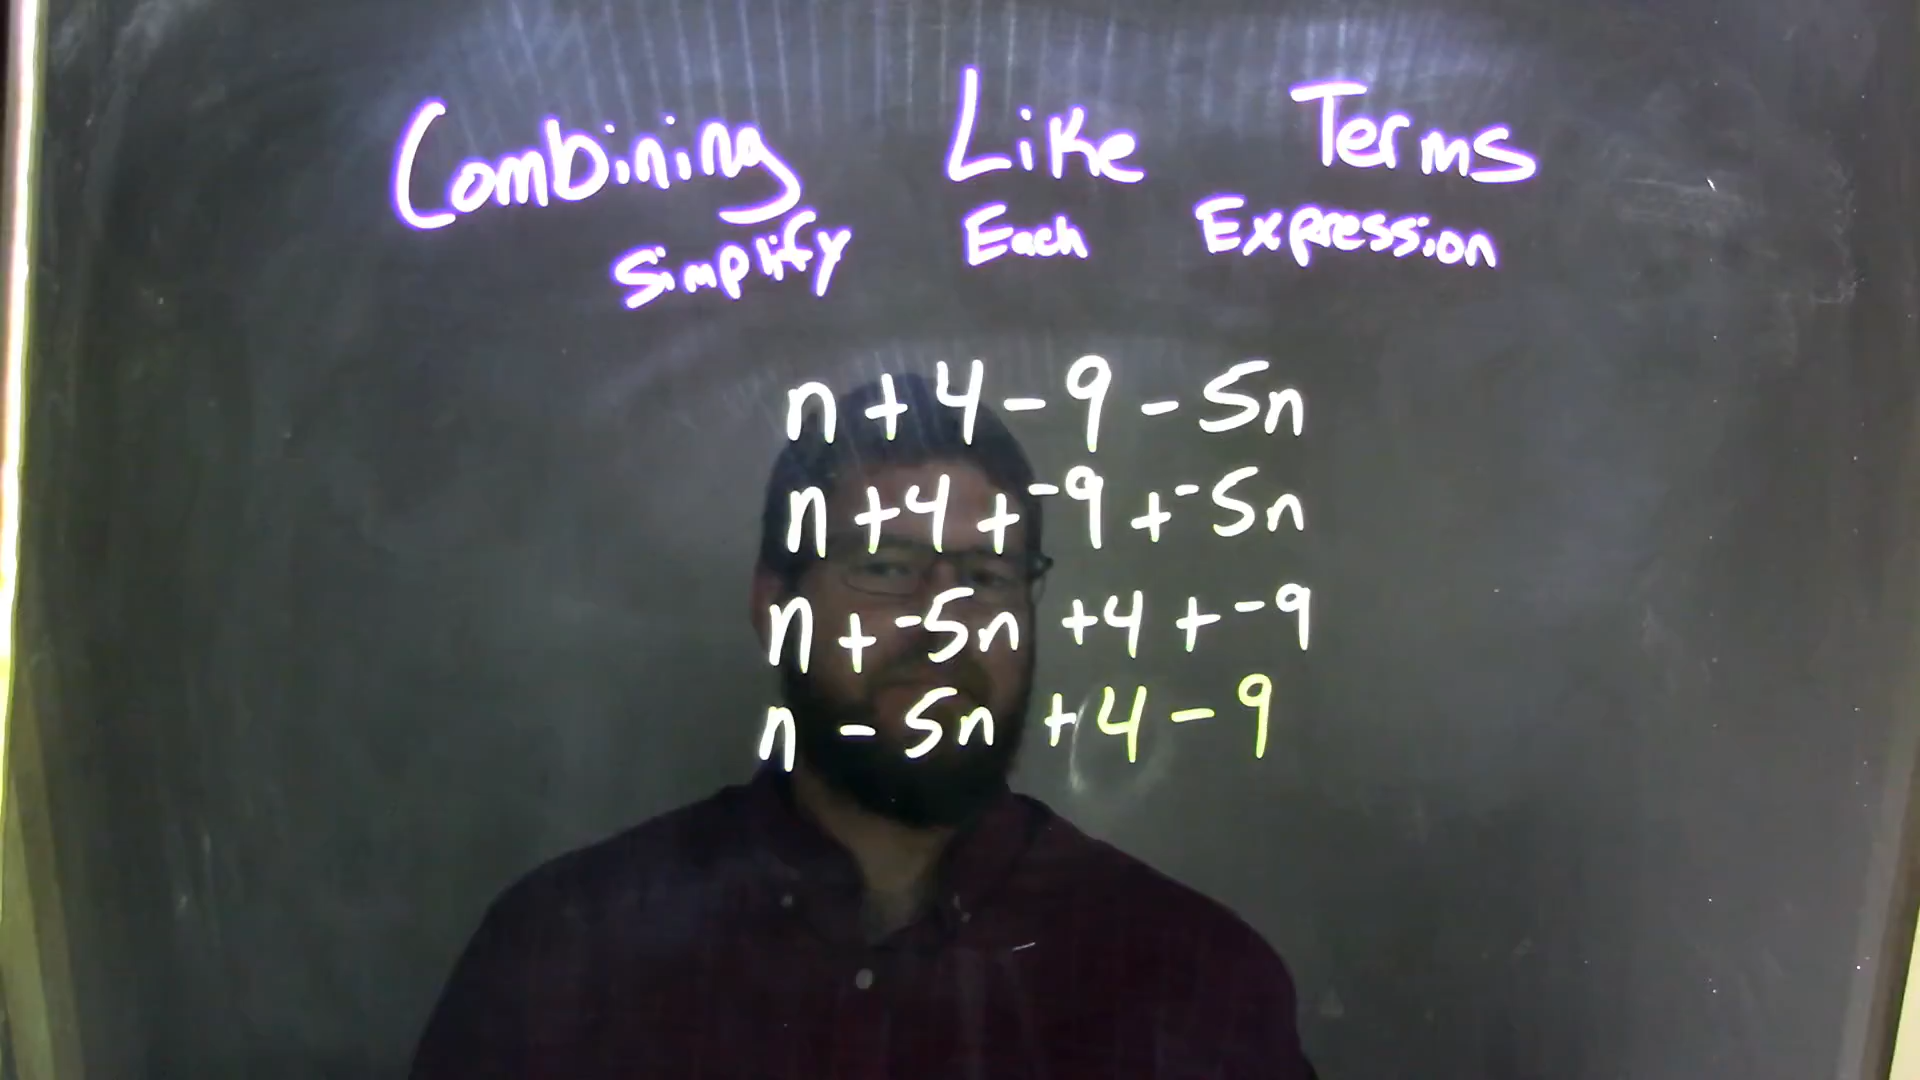 Combining Like Terms
Simplify Each Expression
n + 4 - 9 - 5n
n + 4 + -9 + -5n
n + -5n + 4 + -9
n - 5n + 4 - 9